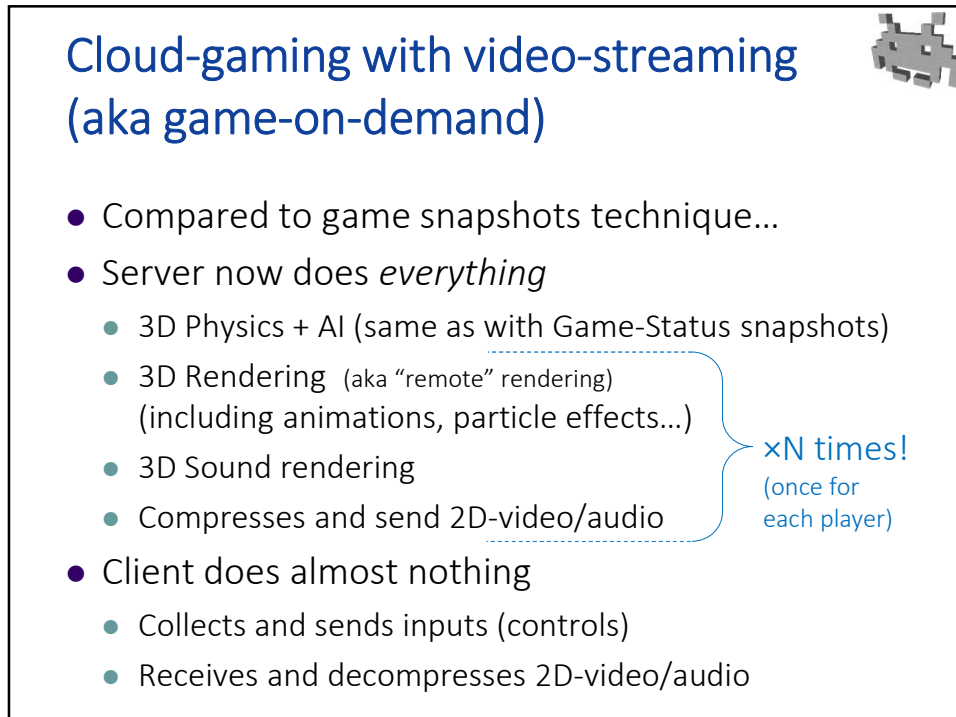 Cloud-gaming with video-streaming
(aka game-on-demand)
Compared to game snapshots technique…
Server now does everything
3D Physics + AI (same as with Game-Status snapshots)
3D Rendering (aka “remote” rendering)
(including animations, particle effects…)
3D Sound rendering
Compresses and send 2D-video/audio
×N times!
(once for
each player)
Client does almost nothing
Collects and sends inputs (controls)
Receives and decompresses 2D-video/audio